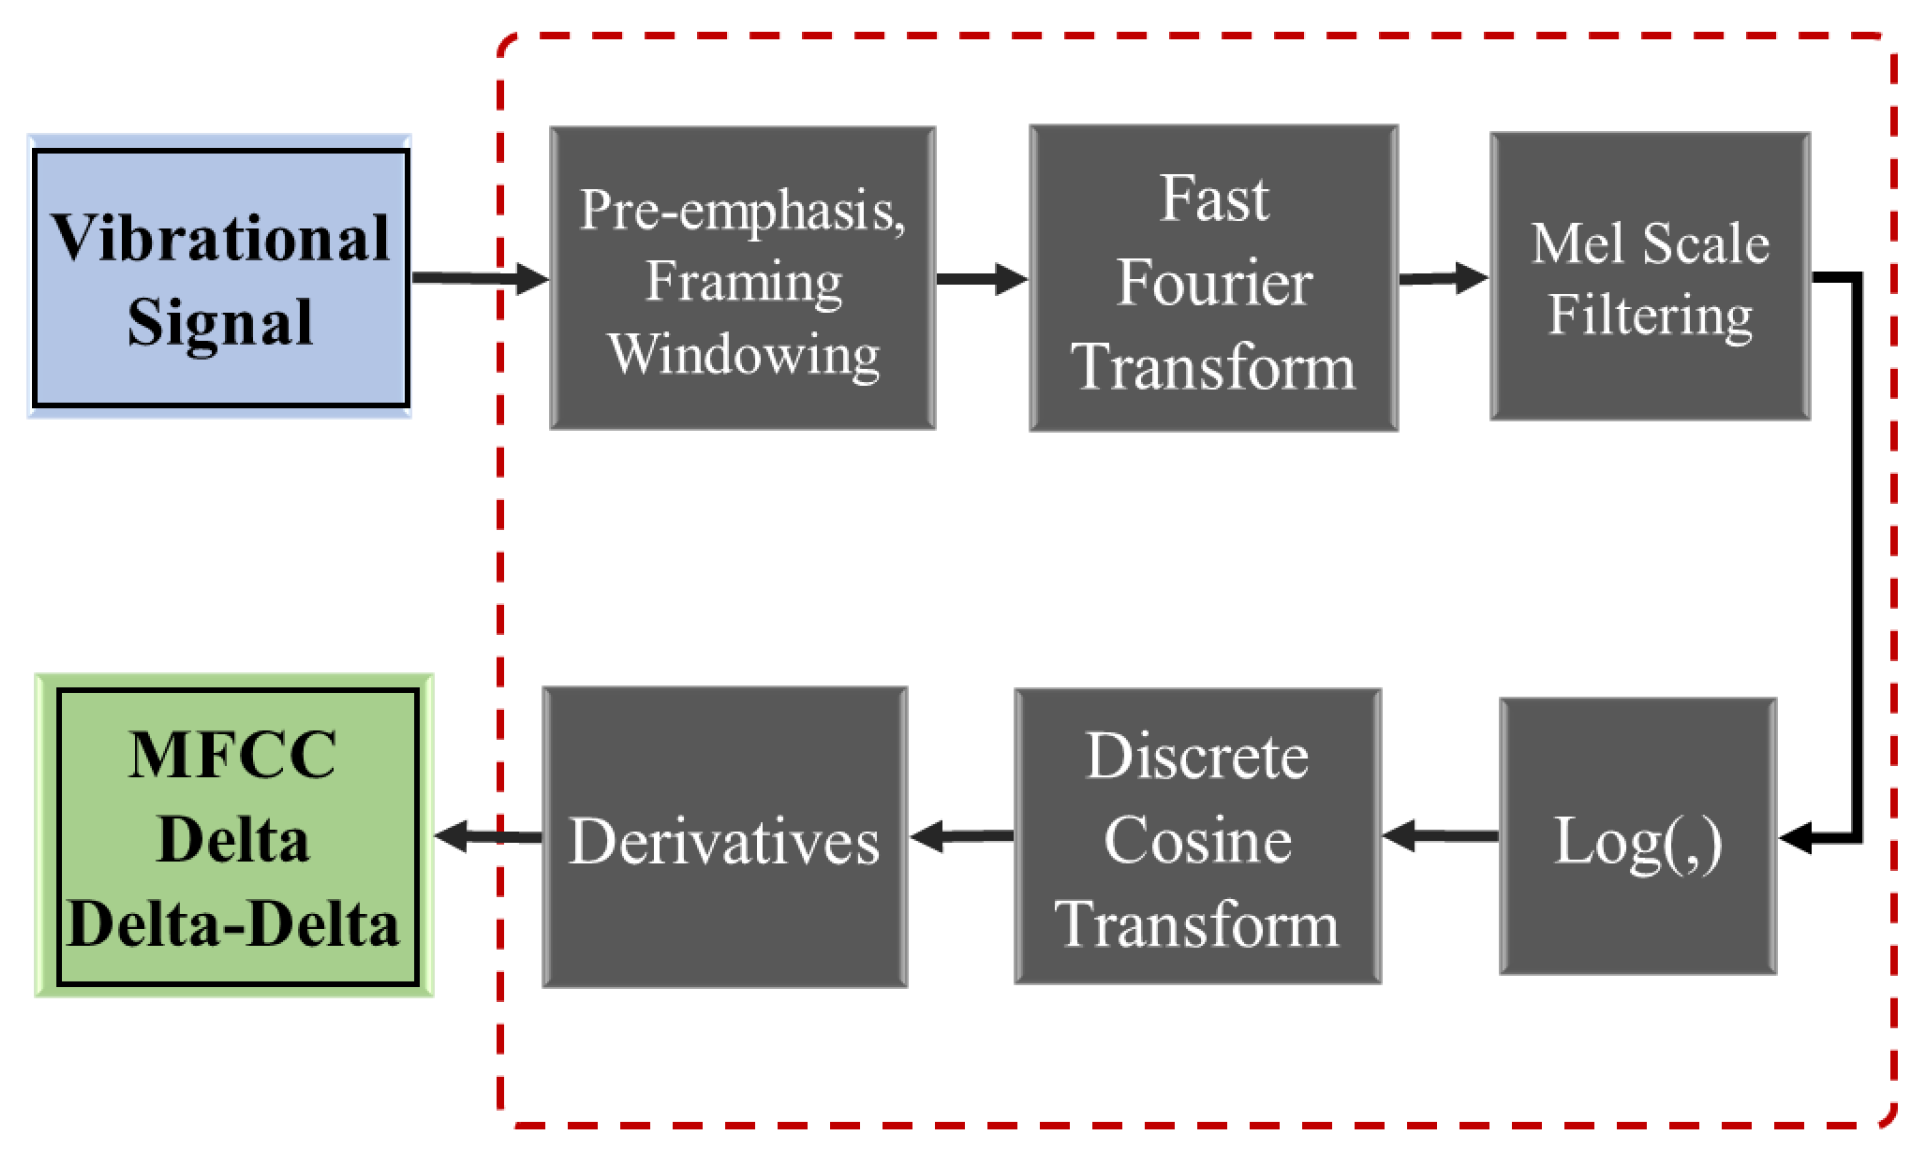 Vibrational
Signal
Pre-emphasis,
Framing
Windowing
Fast
Fourier
Transform
Mel Scale
Filtering
MFCC
Delta
Delta-Delta
Derivatives
Discrete
Cosine
Transform
Log(,)